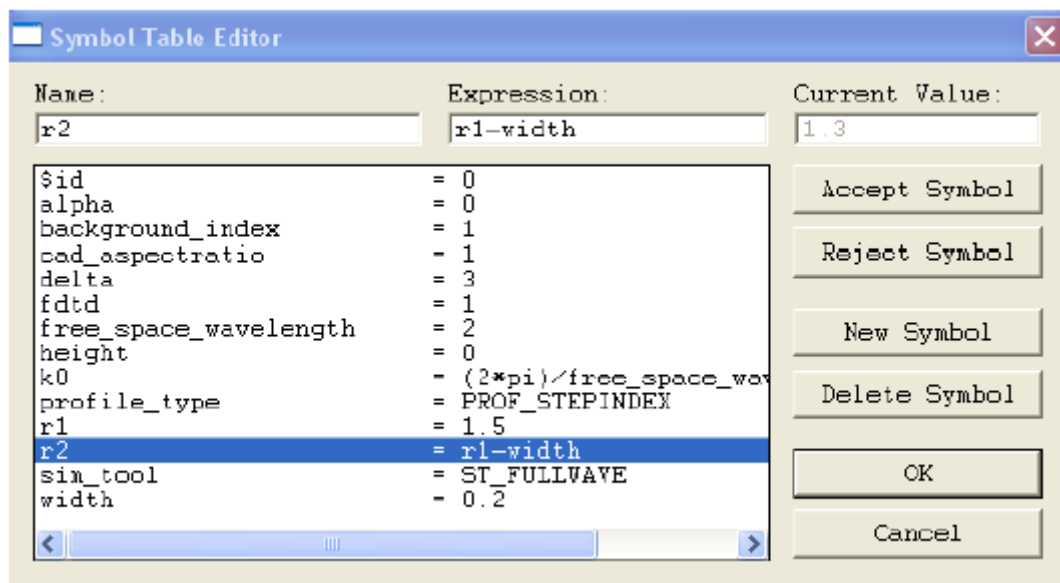 Symbol Table Editor
Name: Expression: Current Value:
r2 r1-width 1.3
$id = 0
alpha = 0
background_index = 1
cad_aspectratio = 1
delta = 3
fdtd = 1
free_space_wavelength = 2
height = 0
k0 = (2*pi)/free_space_wav
profile_type = PROF_STEPINDEX
r1 = 1.5
r2 = r1-width
sim_tool = ST_FULLWAVE
width = 0.2
Accept Symbol
Reject Symbol
New Symbol
Delete Symbol
OK
Cancel